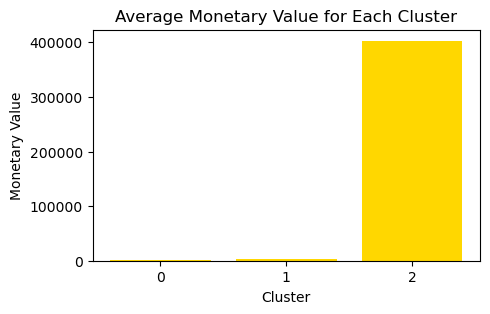 Average Monetary Value for Each Cluster
Monetary Value
400000
300000
200000
100000
0
0 1 2
Cluster